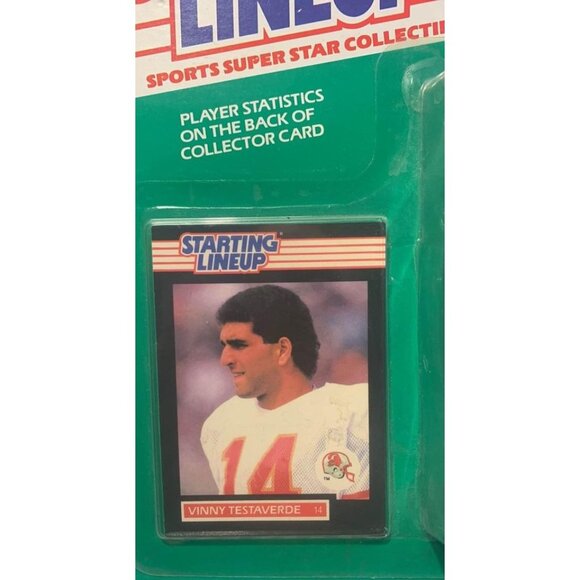 LINEUP
SPORTS SUPER STAR COLLECTI
PLAYER STATISTICS
ON THE BACK OF
COLLECTOR CARD
STARTING
LINEUP®
14
TM
VINNY TESTAVERDE 14